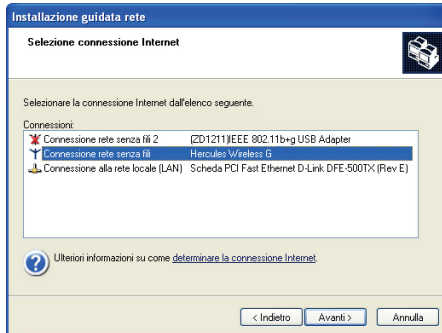 Installazione guidata rete
Selezione connessione Internet
Selezionare la connessione Internet dall'elenco seguente.
Connessioni:
Connessione rete senza fili 2 (ZD1211)IEEE 802.11b+g USB Adapter
Connessione rete senza fili Hercules Wireless G
Connessione alla rete locale (LAN) Scheda PCI Fast Ethernet D-Link DFE-500TX (Rev E)
Ulteriori informazioni su come determinare la connessione Internet.
< Indietro Avanti > Annulla